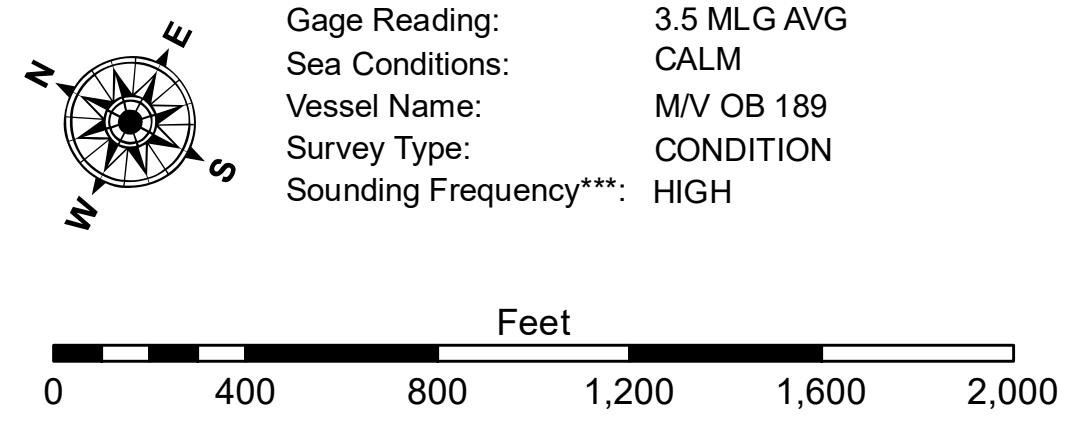 N
E
S
W
Gage Reading: 3.5 MLG AVG
Sea Conditions: CALM
Vessel Name: M/V OB 189
Survey Type: CONDITION
Sounding Frequency***: HIGH
Feet
0 400 800 1,200 1,600 2,000